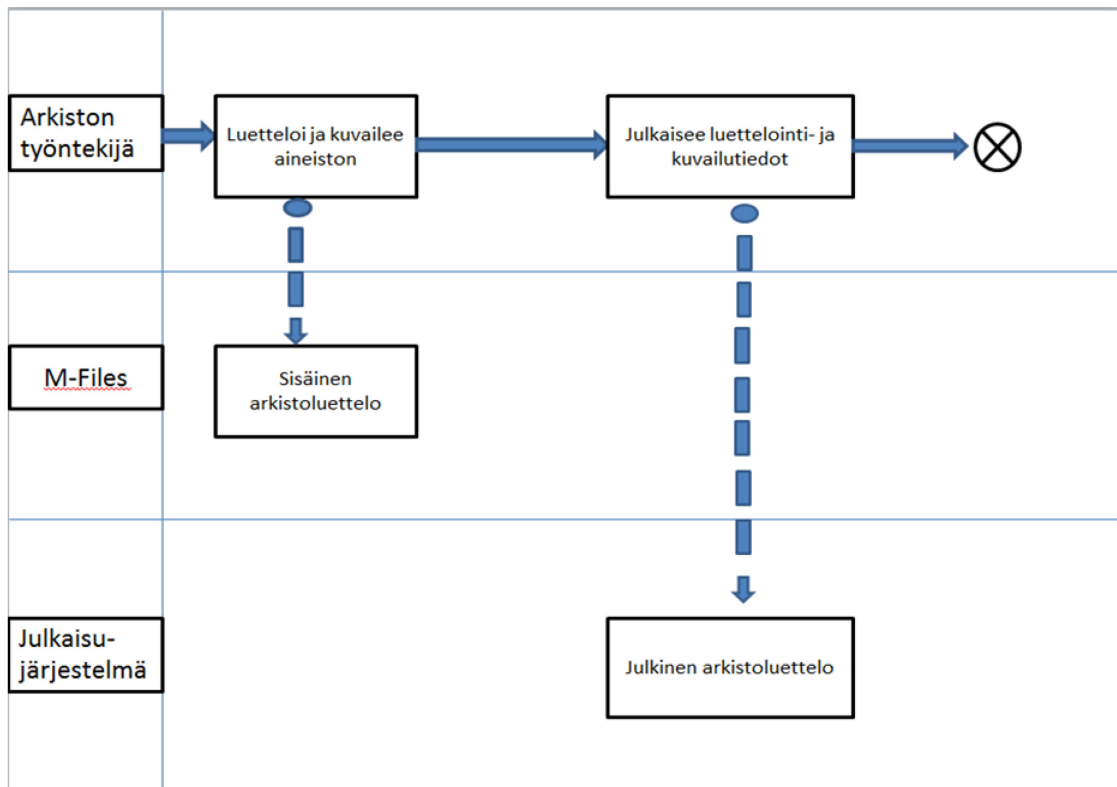 Arkiston
työntekijä
Luetteloi ja kuvailee
aineiston
Julkaisee luettelointi- ja
kuvailutiedot
M-Files
Sisäinen
arkistoluettelo
Julkaisu-
järjestelmä
Julkinen arkistoluettelo